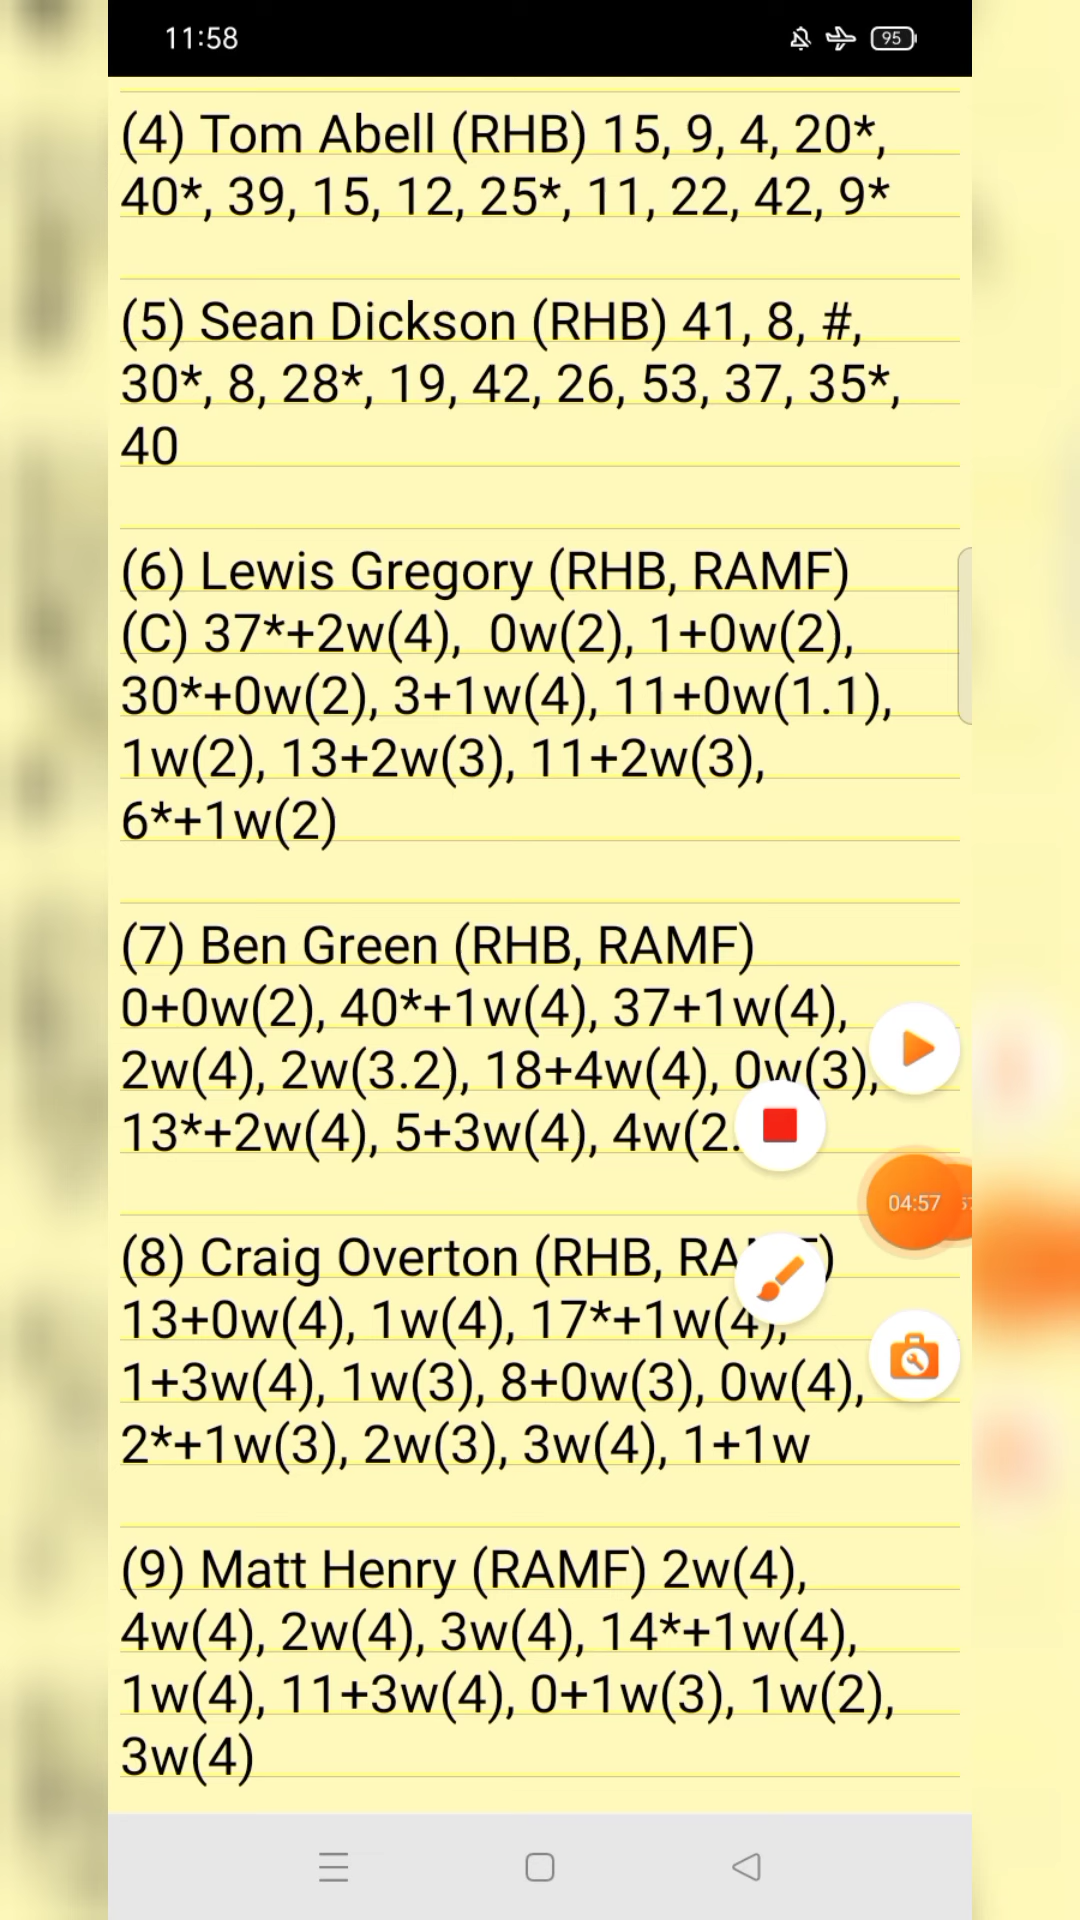 11:58
95
(4) Tom Abell (RHB) 15, 9, 4, 20*,
40*, 39, 15, 12, 25*, 11, 22, 42, 9*
(5) Sean Dickson (RHB) 41, 8, #,
30*, 8, 28*, 19, 42, 26, 53, 37, 35*,
40
(6) Lewis Gregory (RHB, RAMF)
(C) 37*+2w(4), 0w(2), 1+0w(2),
30*+0w(2), 3+1w(4), 11+0w(1.1),
1w(2), 13+2w(3), 11+2w(3),
6*+1w(2)
(7) Ben Green (RHB, RAMF)
0+0w(2), 40*+1w(4), 37+1w(4),
2w(4), 2w(3.2), 18+4w(4), 0w(3),
13*+2w(4), 5+3w(4), 4w(2.
04:57
(8) Craig Overton (RHB,
13+0w(4), 1w(4), 17*+1w(4),
1+3w(4), 1w(3), 8+0w(3), 0w(4),
2*+1w(3), 2w(3), 3w(4), 1+1w
(9) Matt Henry (RAMF) 2w(4),
4w(4), 2w(4), 3w(4), 14*+1w(4),
1w(4), 11+3w(4), 0+1w(3), 1w(2),
3w(4)